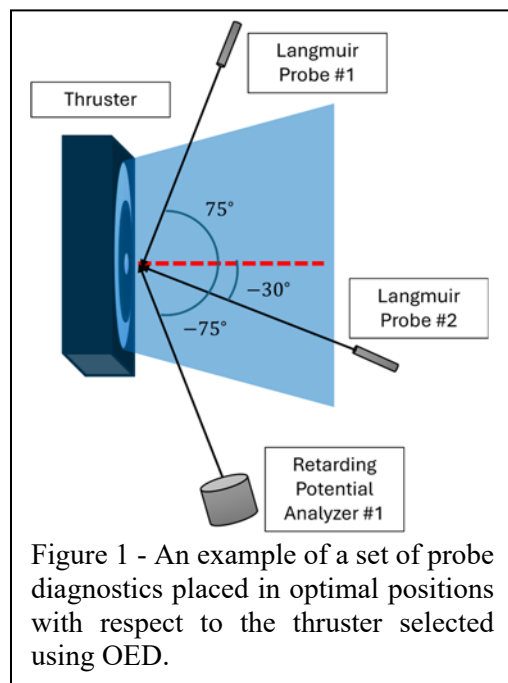 Langmuir
Probe #1
Thruster
75°
−30°
−75°
Langmuir
Probe #2
Retarding
Potential
Analyzer #1
Figure 1 - An example of a set of probe
diagnostics placed in optimal positions
with respect to the thruster selected
using OED.